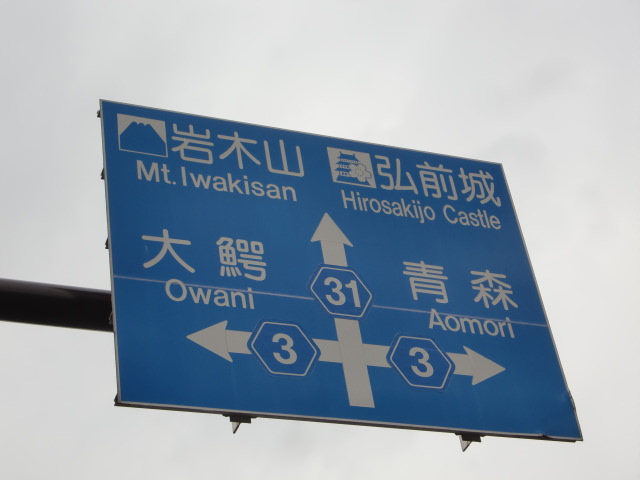 岩木山
Mt.Iwakisan
弘前城
Hirosakijo Castle
大鰐
Owani
31
青森
Aomori
3
3